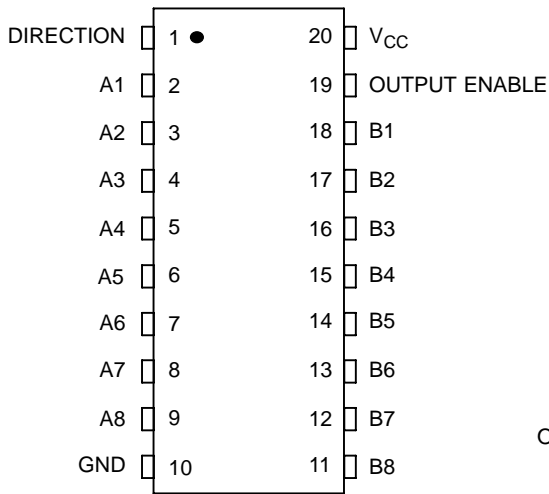 DIRECTION 1 20 VCC
A1 2 19 OUTPUT ENABLE
A2 3 18 B1
A3 4 17 B2
A4 5 16 B3
A5 6 15 B4
A6 7 14 B5
A7 8 13 B6
A8 9 12 B7
GND 10 11 B8